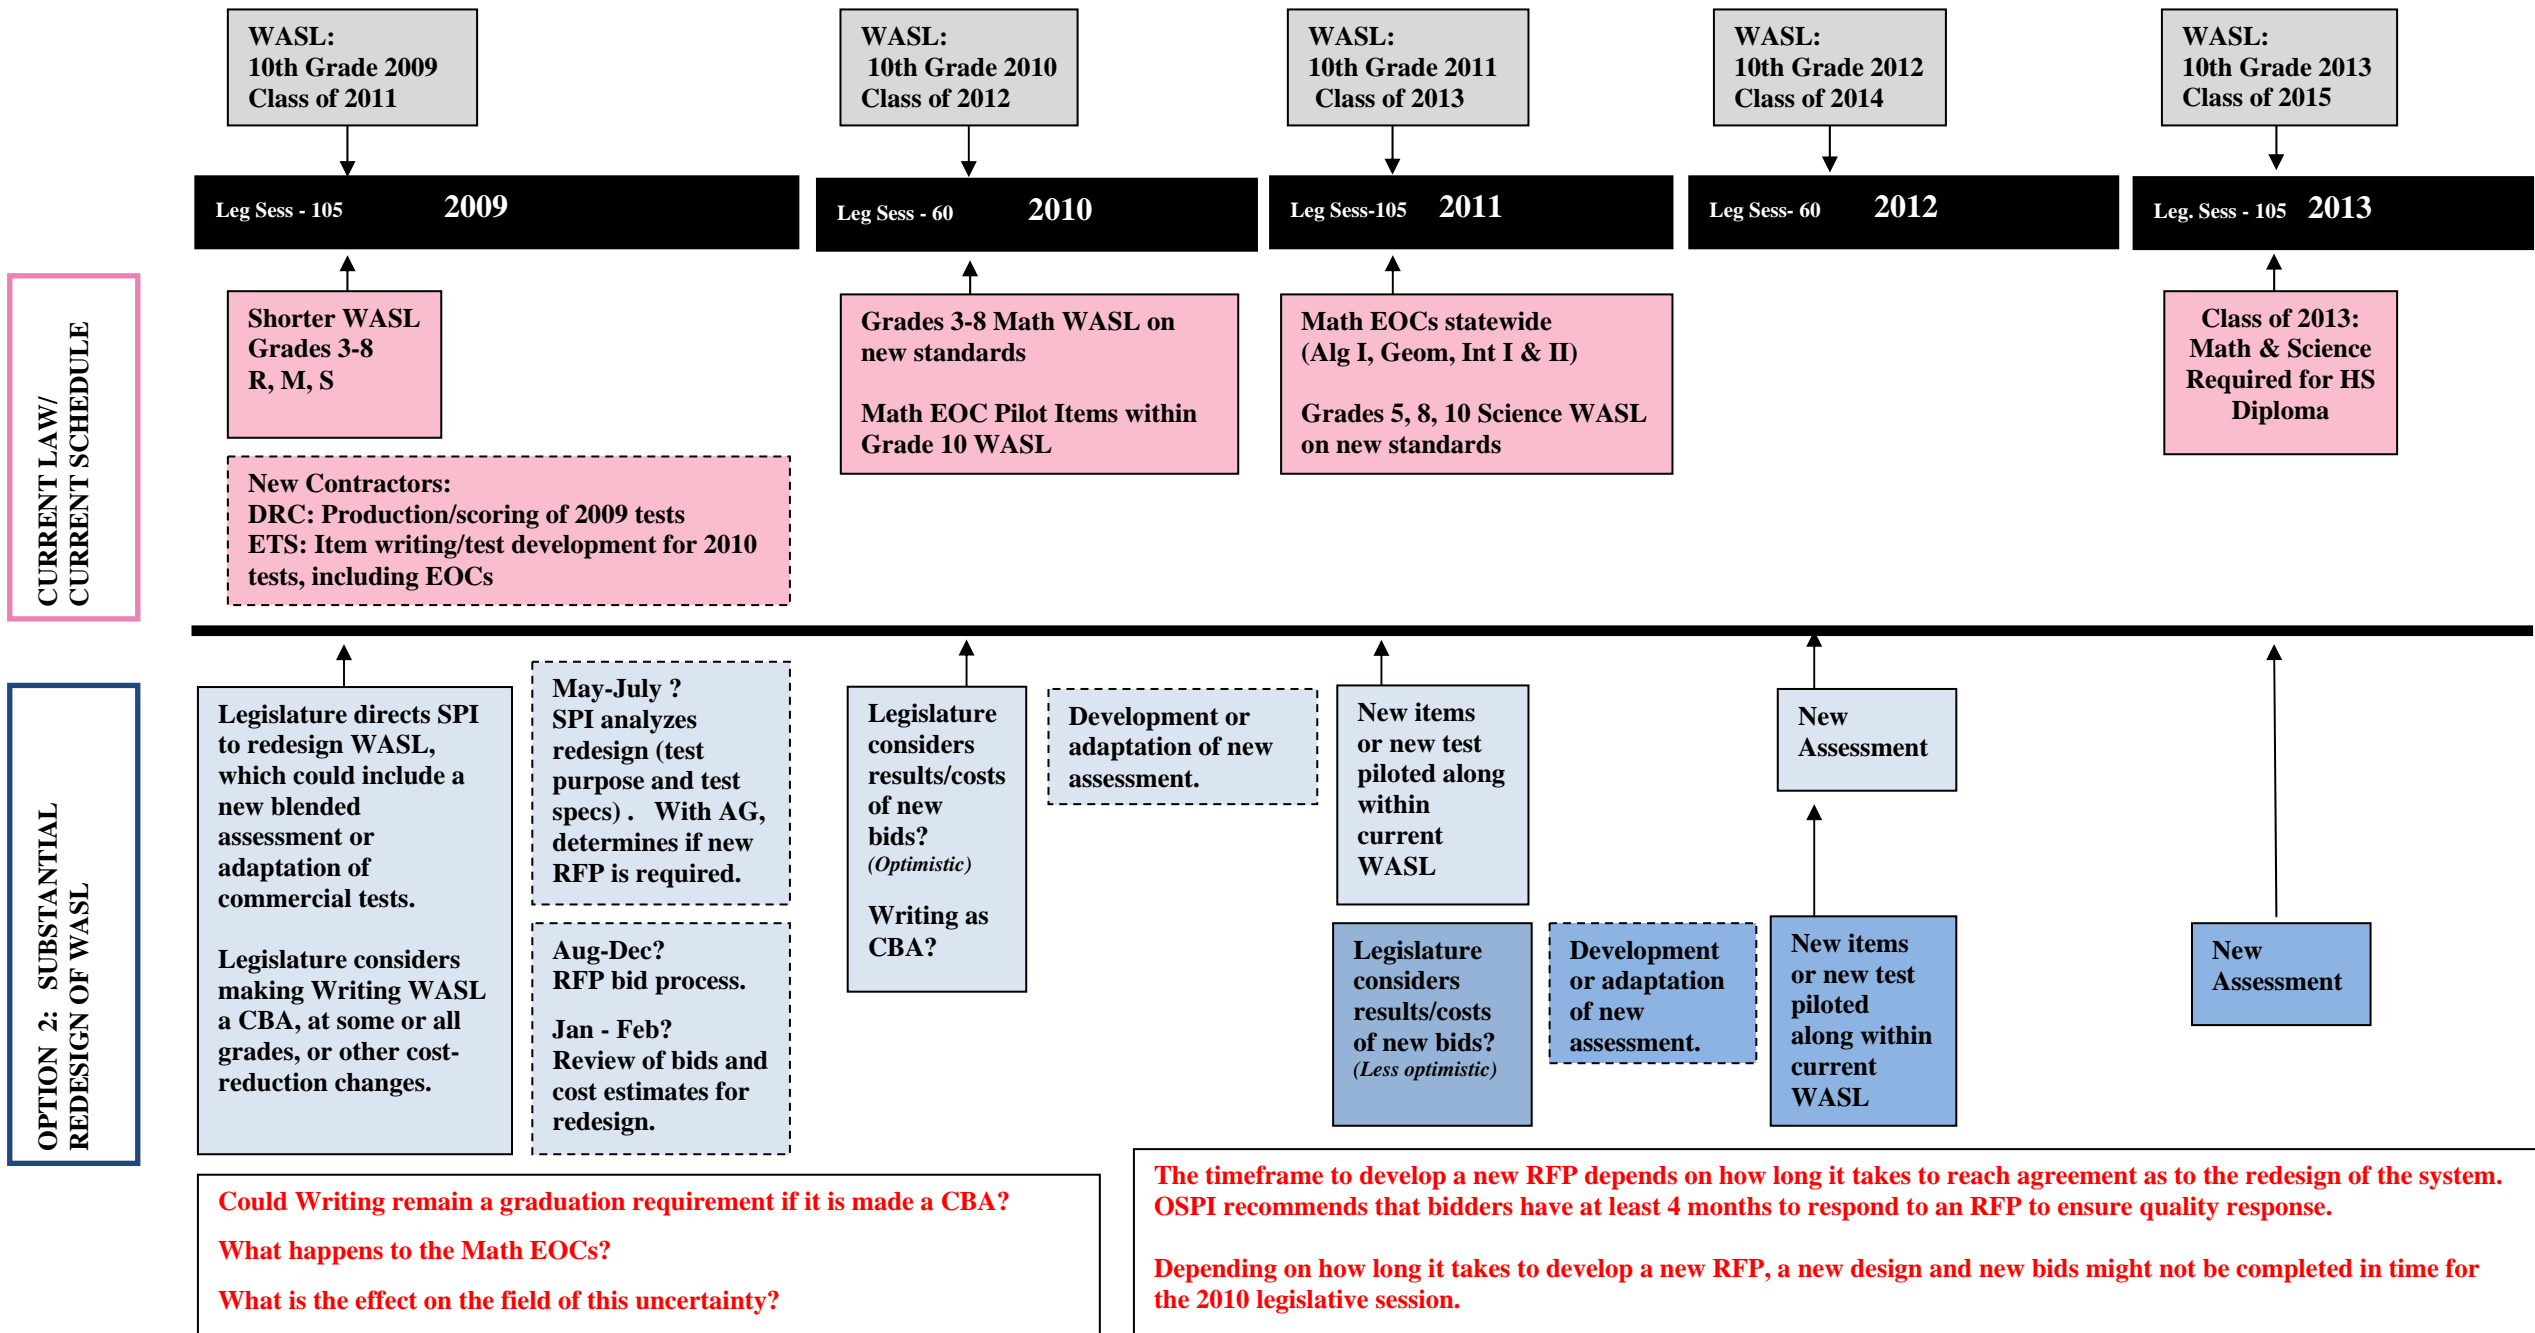 WASL:
10th Grade 2009
Class of 2011
WASL:
10th Grade 2010
Class of 2012
WASL:
10th Grade 2011
Class of 2013
WASL:
10th Grade 2012
Class of 2014
WASL:
10th Grade 2013
Class of 2015
Leg Sess - 105 2009
Leg Sess - 60 2010
Leg Sess-105 2011
Leg Sess- 60 2012
Leg. Sess - 105 2013
CURRENT LAW/
CURRENT SCHEDULE
Shorter WASL
Grades 3-8
R, M, S
New Contractors:
DRC: Production/scoring of 2009 tests
ETS: Item writing/test development for 2010
tests, including EOCs
Grades 3-8 Math WASL on
new standards
Math EOC Pilot Items within
Grade 10 WASL
Math EOCs statewide
(Alg I, Geom, Int I & II)
Grades 5, 8, 10 Science WASL
on new standards
Class of 2013:
Math & Science
Required for HS
Diploma
OPTION 2: SUBSTANTIAL
REDESIGN OF WASL
Legislature directs SPI
to redesign WASL,
which could include a
new blended
assessment or
adaptation of
commercial tests.
Legislature considers
making Writing WASL
a CBA, at some or all
grades, or other cost-
reduction changes.
May-July ?
SPI analyzes
redesign (test
purpose and test
specs) . With AG,
determines if new
RFP is required.
Aug-Dec?
RFP bid process.
Jan - Feb?
Review of bids and
cost estimates for
redesign.
Legislature
considers
results/costs
of new
bids?
(Optimistic)
Writing as
CBA?
Development or
adaptation of new
assessment.
New items
or new test
piloted along
within
current
WASL
New
Assessment
Legislature
considers
results/costs
of new bids?
(Less optimistic)
Development
or adaptation
of new
assessment.
New items
or new test
piloted
along within
current
WASL
New
Assessment
Could Writing remain a graduation requirement if it is made a CBA?
What happens to the Math EOCs?
What is the effect on the field of this uncertainty?
The timeframe to develop a new RFP depends on how long it takes to reach agreement as to the redesign of the system.
OSPI recommends that bidders have at least 4 months to respond to an RFP to ensure quality response.
Depending on how long it takes to develop a new RFP, a new design and new bids might not be completed in time for
the 2010 legislative session.